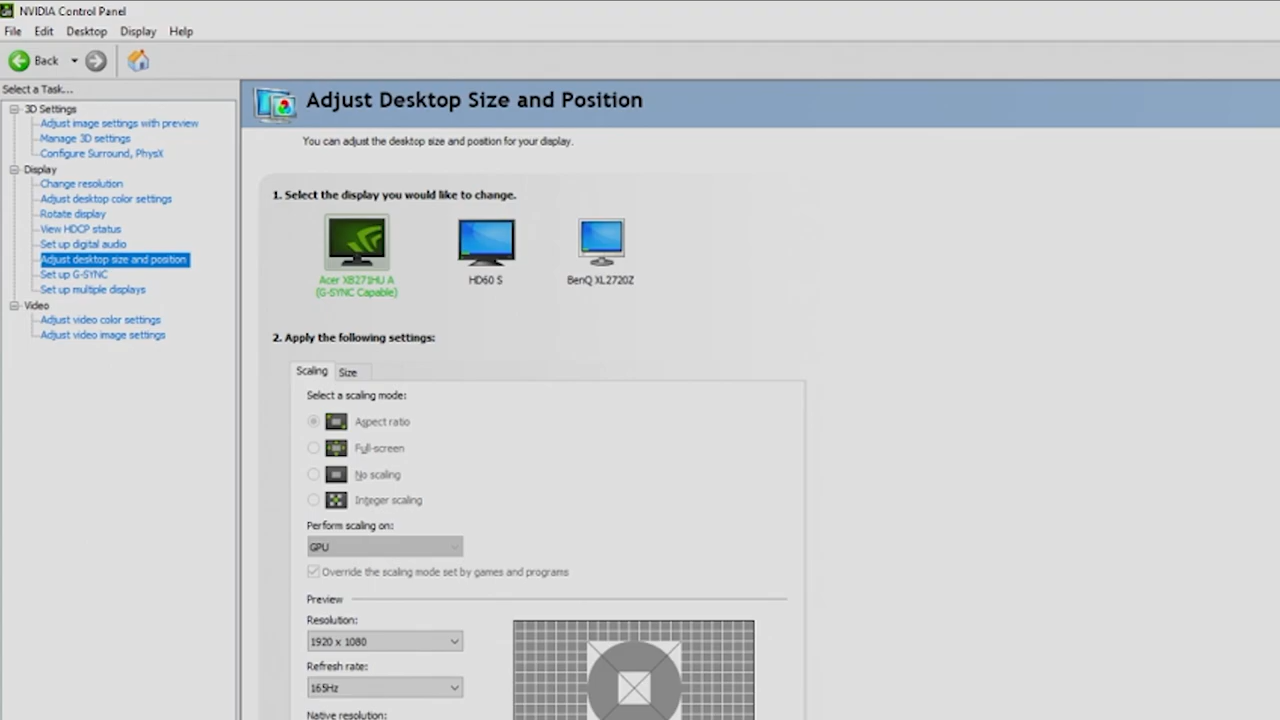 NVIDIA Control Panel
File Edit Desktop Display Help
Back
Select a Task...
3D Settings
Adjust image settings with preview
Manage 3D settings
Configure Surround, PhysX
Display
Change resolution
Adjust desktop color settings
Rotate display
View HDCP status
Set up digital audio
Adjust desktop size and position
Set up G-SYNC
Set up multiple displays
Video
Adjust video color settings
Adjust video image settings
Adjust Desktop Size and Position
You can adjust the desktop size and position for your display.
1. Select the display you would like to change.
Acer XB271HU A
(G-SYNC Capable)
HD60 S
BenQ XL2720Z
2. Apply the following settings:
Scaling Size
Select a scaling mode:
Aspect ratio
Full-screen
No scaling
Integer scaling
Perform scaling on:
GPU
Override the scaling mode set by games and programs
Preview
Resolution:
1920 x 1080
Refresh rate:
165Hz
Native resolution: